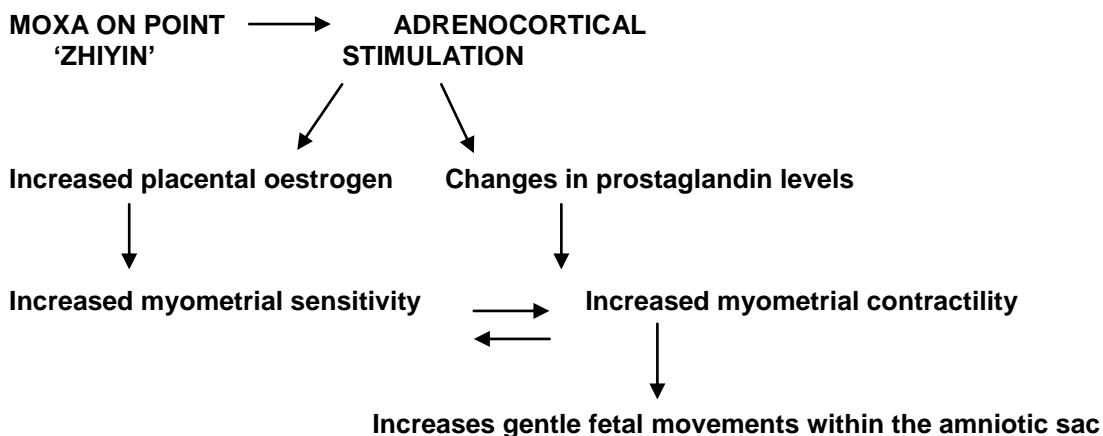 MOXA ON POINT ADRENOCORTICAL
‘ZHIYIN’ STIMULATION
Increased placental oestrogen Changes in prostaglandin levels
Increased myometrial sensitivity Increased myometrial contractility
Increases gentle fetal movements within the amniotic sac